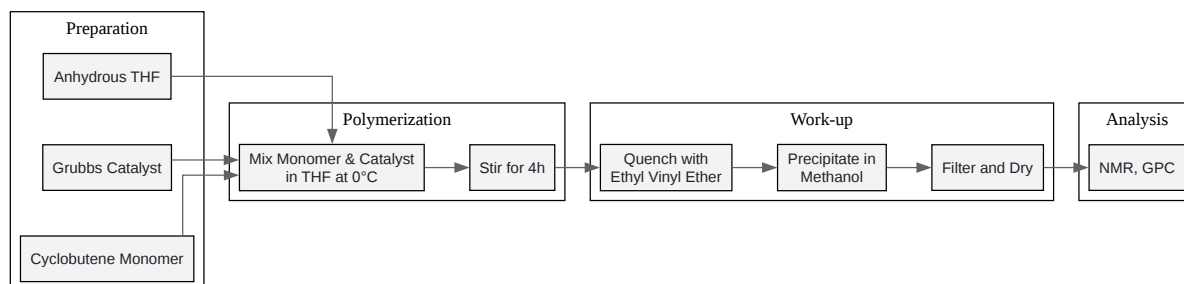 Preparation
Anhydrous THF
Grubbs Catalyst
Cyclobutene Monomer
Polymerization
Mix Monomer & Catalyst
in THF at 0°C
Stir for 4h
Work-up
Quench with
Ethyl Vinyl Ether
Precipitate in
Methanol
Filter and Dry
Analysis
NMR, GPC